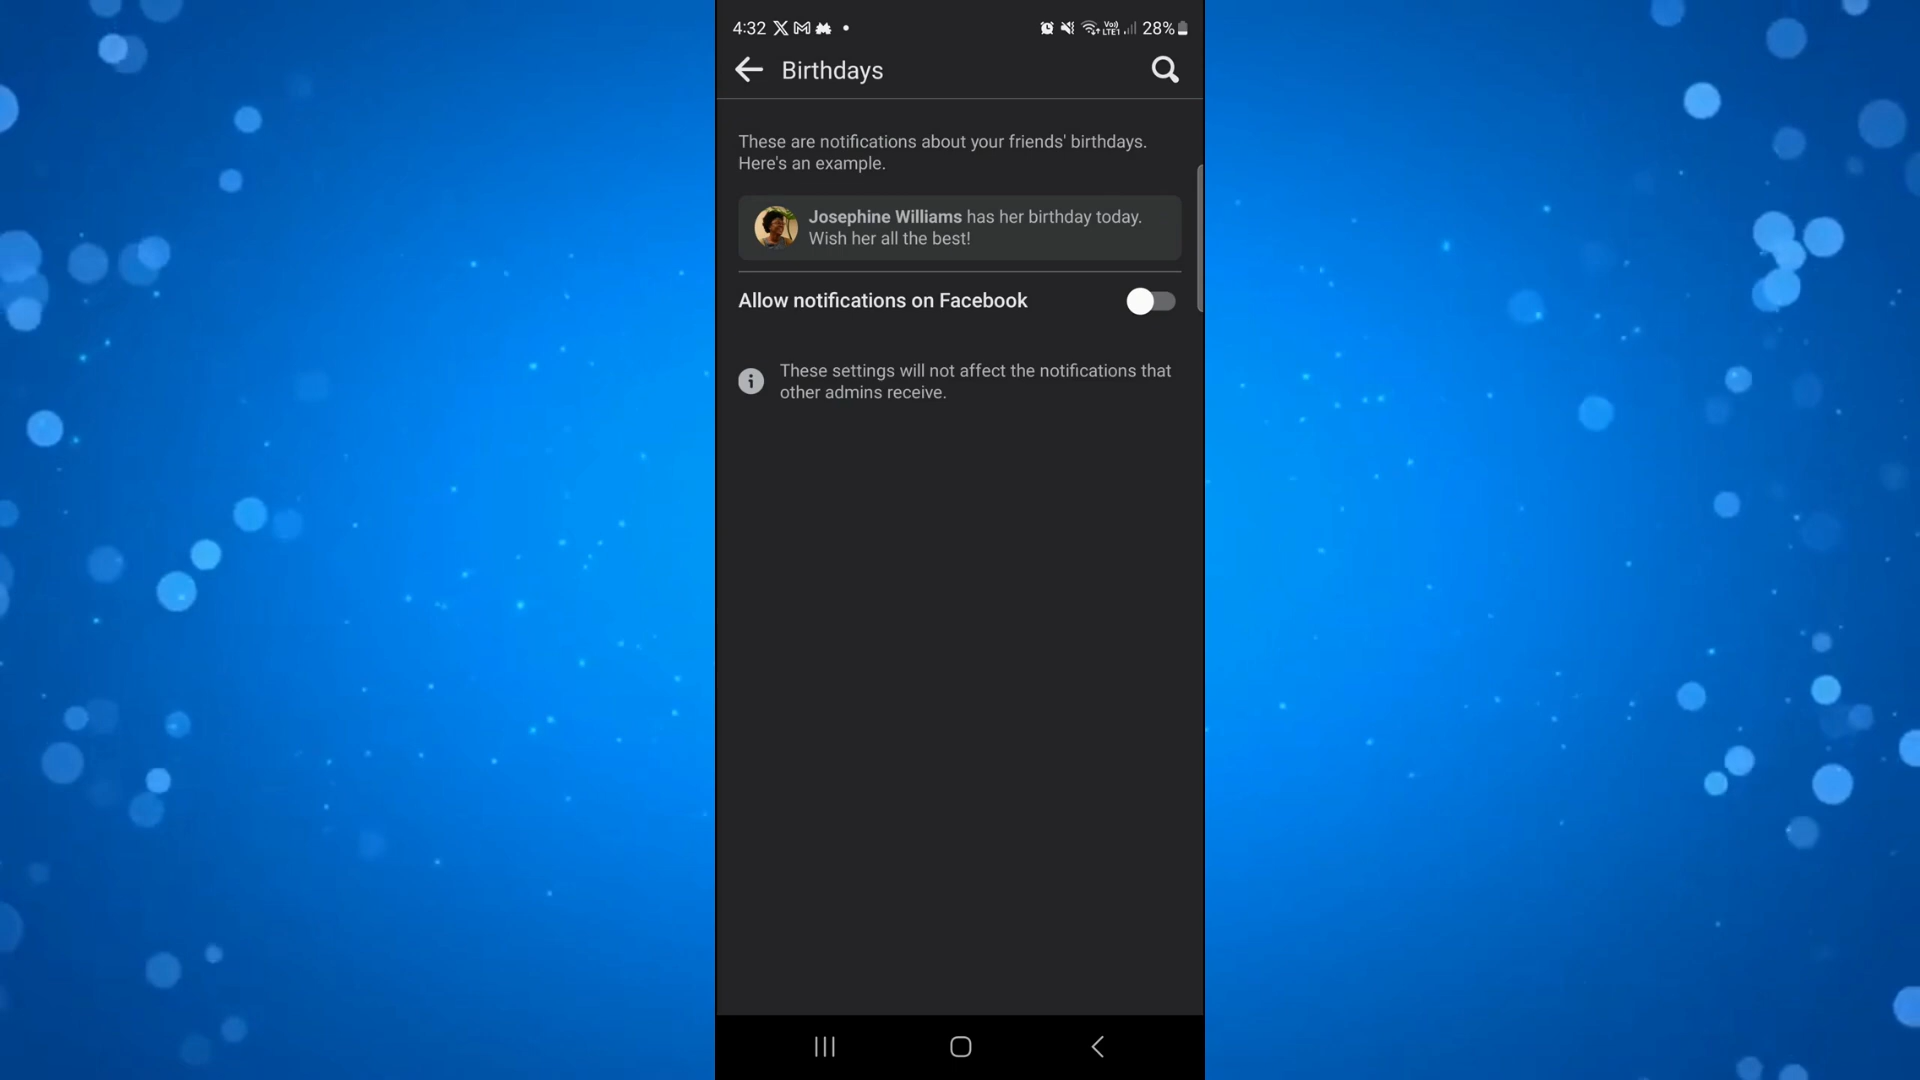 4:32
Vo))
LTE1
28%
Birthdays
These are notifications about your friends' birthdays.
Here's an example.
Josephine Williams has her birthday today.
Wish her all the best!
Allow notifications on Facebook
These settings will not affect the notifications that
other admins receive.